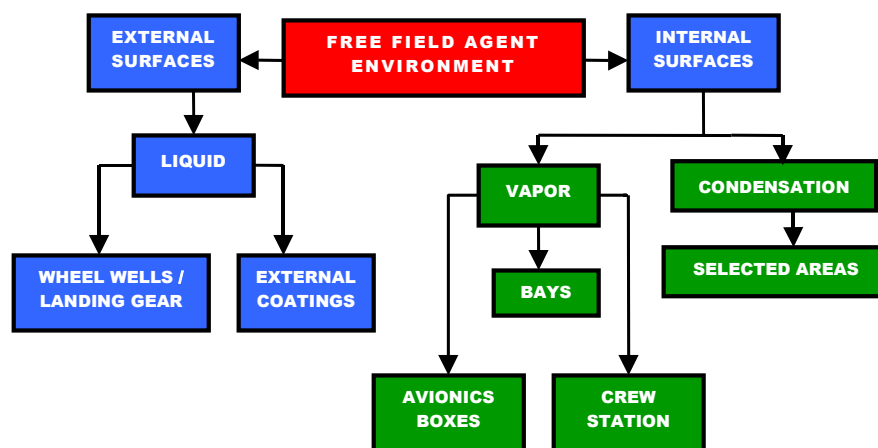 EXTERNAL
SURFACES
FREE FIELD AGENT
ENVIRONMENT
INTERNAL
SURFACES
LIQUID
VAPOR
CONDENSATION
WHEEL WELLS /
LANDING GEAR
EXTERNAL
COATINGS
BAYS
SELECTED AREAS
AVIONICS
BOXES
CREW
STATION